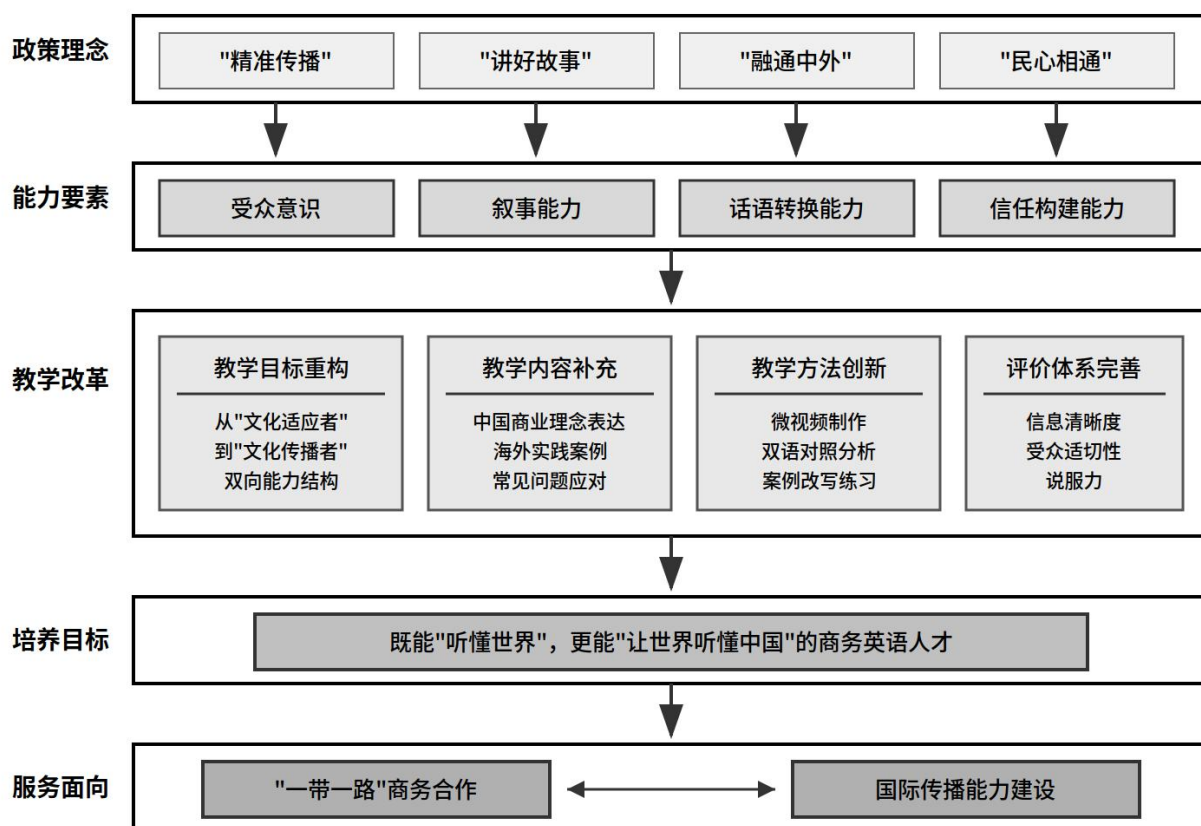 政策理念
"精准传播"
"讲好故事"
"融通中外"
"民心相通"
能力要素
受众意识
叙事能力
话语转换能力
信任构建能力
教学改革
教学目标重构
从"文化适应者"
到"文化传播者"
双向能力结构
教学内容补充
中国商业理念表达
海外实践案例
常见问题应对
教学方法创新
微视频制作
双语对照分析
案例改写练习
评价体系完善
信息清晰度
受众适切性
说服力
培养目标
既能"听懂世界"，更能"让世界听懂中国"的商务英语人才
服务面向
"一带一路"商务合作
国际传播能力建设